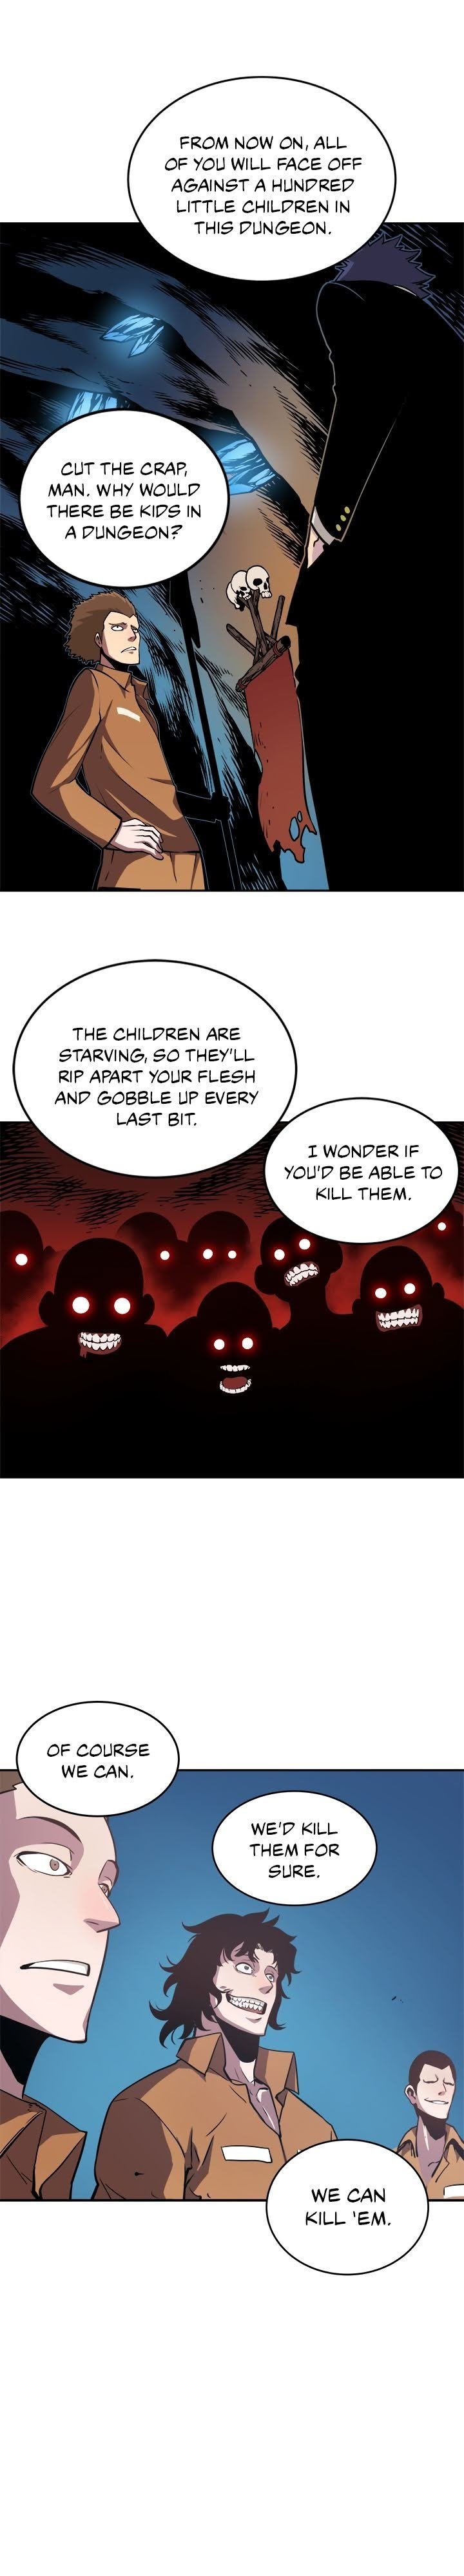 FROM NOW ON, ALL
OF YOU WILL FACE OFF
AGAINST A HUNDRED
LITTLE CHILDREN IN
THIS DUNGEON.
CUT THE CRAP,
MAN. WHY WOULD
THERE BE KIDS IN
A DUNGEON?
THE CHILDREN ARE
STARVING, SO THEY'LL
RIP APART YOUR FLESH
AND GOBBLE UP EVERY
LAST BIT.
I WONDER IF
YOU'D BE ABLE TO
KILL THEM.
OF COURSE
WE CAN.
WE'D KILL
THEM FOR
SURE.
WE CAN
KILL 'EM.